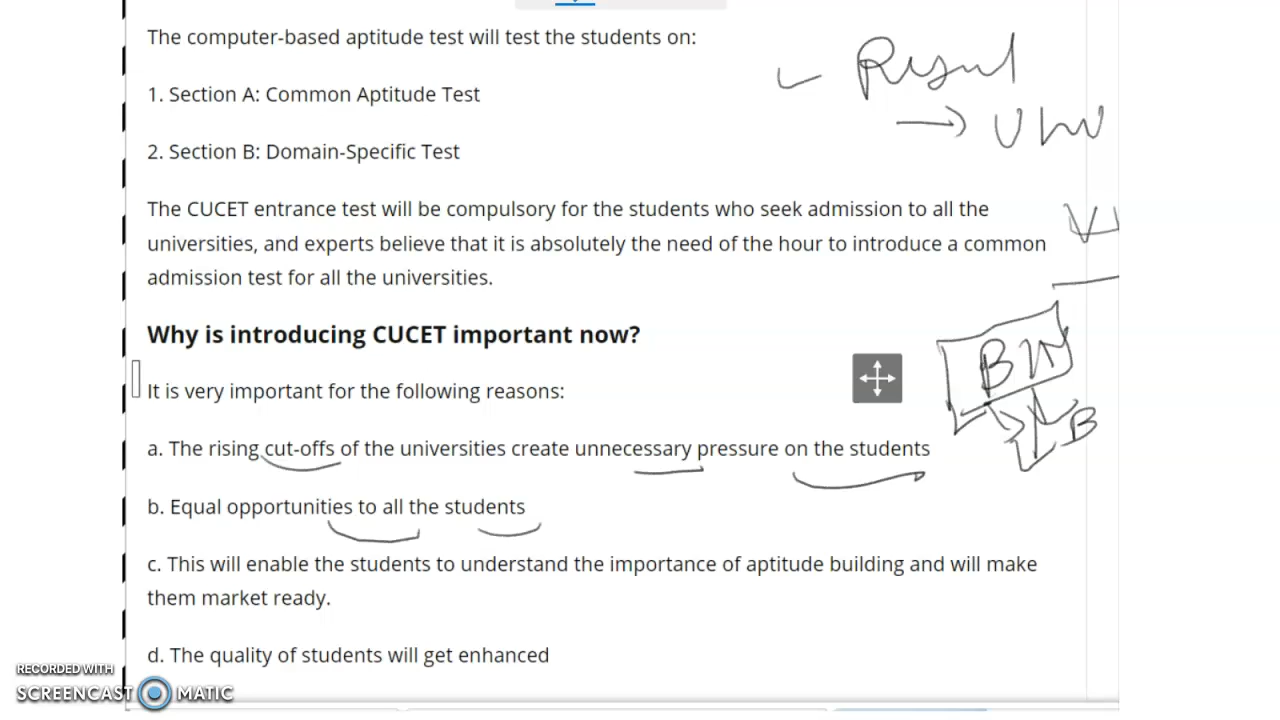 The computer-based aptitude test will test the students on:
1. Section A: Common Aptitude Test
2. Section B: Domain-Specific Test
The CUCET entrance test will be compulsory for the students who seek admission to all the
universities, and experts believe that it is absolutely the need of the hour to introduce a common
admission test for all the universities.
Why is introducing CUCET important now?
It is very important for the following reasons:
a. The rising cut-offs of the universities create unnecessary pressure on the students
b. Equal opportunities to all the students
c. This will enable the students to understand the importance of aptitude building and will make
them market ready.
d. The quality of students will get enhanced
B
RECORDED WITH
SCREENCAST MATIC